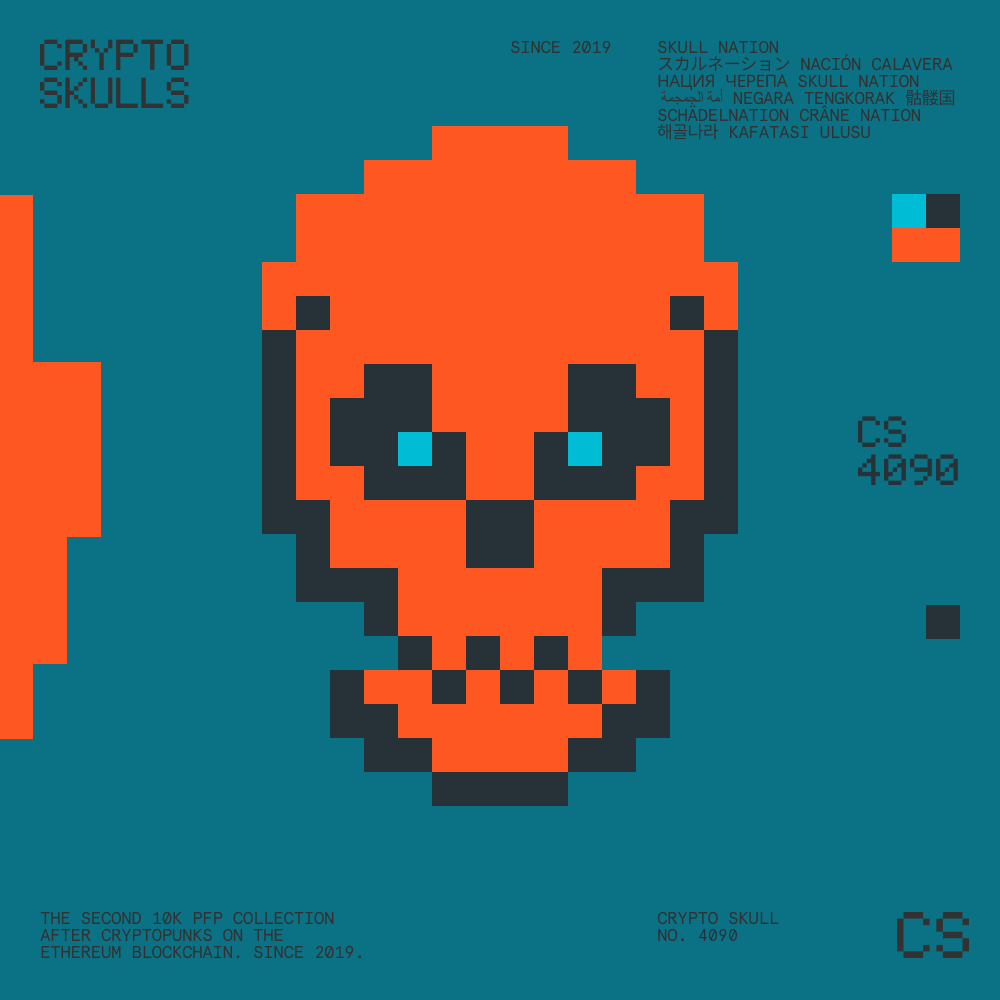 CRYPTO
SKULLS
SINCE 2019
SKULL NATION
スカルネーション NACIÓN CALAVERA
НАЦИЯ ЧЕРЕПА SKULL NATION
أمة الجمجمة NEGARA TENGKORAK 骷髅国
SCHÄDELNATION CRÂNE NATION
해골나라 KAFATASI ULUSU
CS
4090
THE SECOND 10K PFP COLLECTION
AFTER CRYPTOPUNKS ON THE
ETHEREUM BLOCKCHAIN. SINCE 2019.
CRYPTO SKULL
NO. 4090
CS